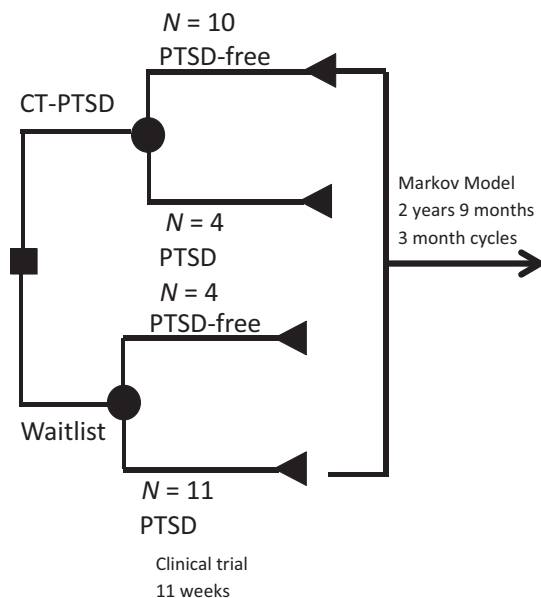 N = 10
PTSD-free
CT-PTSD
N = 4
PTSD
Markov Model
2 years 9 months
3 month cycles
N = 4
PTSD-free
Waitlist
N = 11
PTSD
Clinical trial
11 weeks